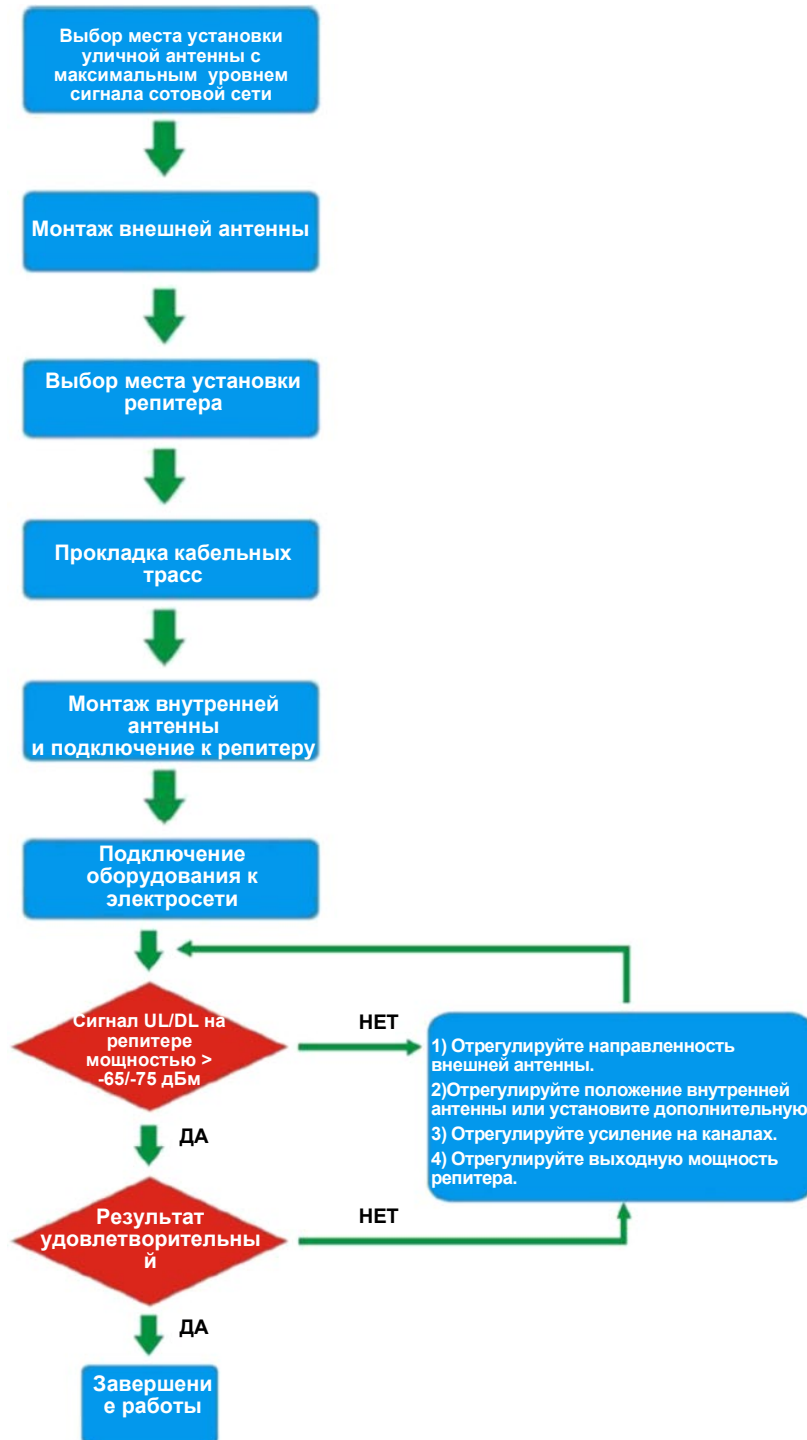 Выбор места установки
уличной антенны с
максимальным уровнем
сигнала сотовой сети
Монтаж внешней антенны
Выбор места установки
репитера
Прокладка кабельных
трасс
Монтаж внутренней
антенны
и подключение к репитеру
Подключение
оборудования к
электросети
Сигнал UL/DL на
репитере
мощностью >
-65/-75 дБм
НЕТ
1) Отрегулируйте направленность
внешней антенны.
2)Отрегулируйте положение внутренней
антенны или установите дополнительную
3) Отрегулируйте усиление на каналах.
4) Отрегулируйте выходную мощность
репитера.
ДА
Результат
удовлетворительны
й
НЕТ
ДА
Завершени
е работы